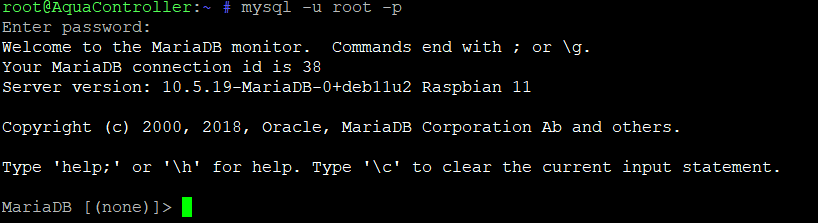 root@AquaController:~ # mysql -u root -p
Enter password:
Welcome to the MariaDB monitor.  Commands end with ; or \g.
Your MariaDB connection id is 38
Server version: 10.5.19-MariaDB-0+deb11u2 Raspbian 11
Copyright (c) 2000, 2018, Oracle, MariaDB Corporation Ab and others.
Type 'help;' or '\h' for help. Type '\c' to clear the current input statement.
MariaDB [(none)]>